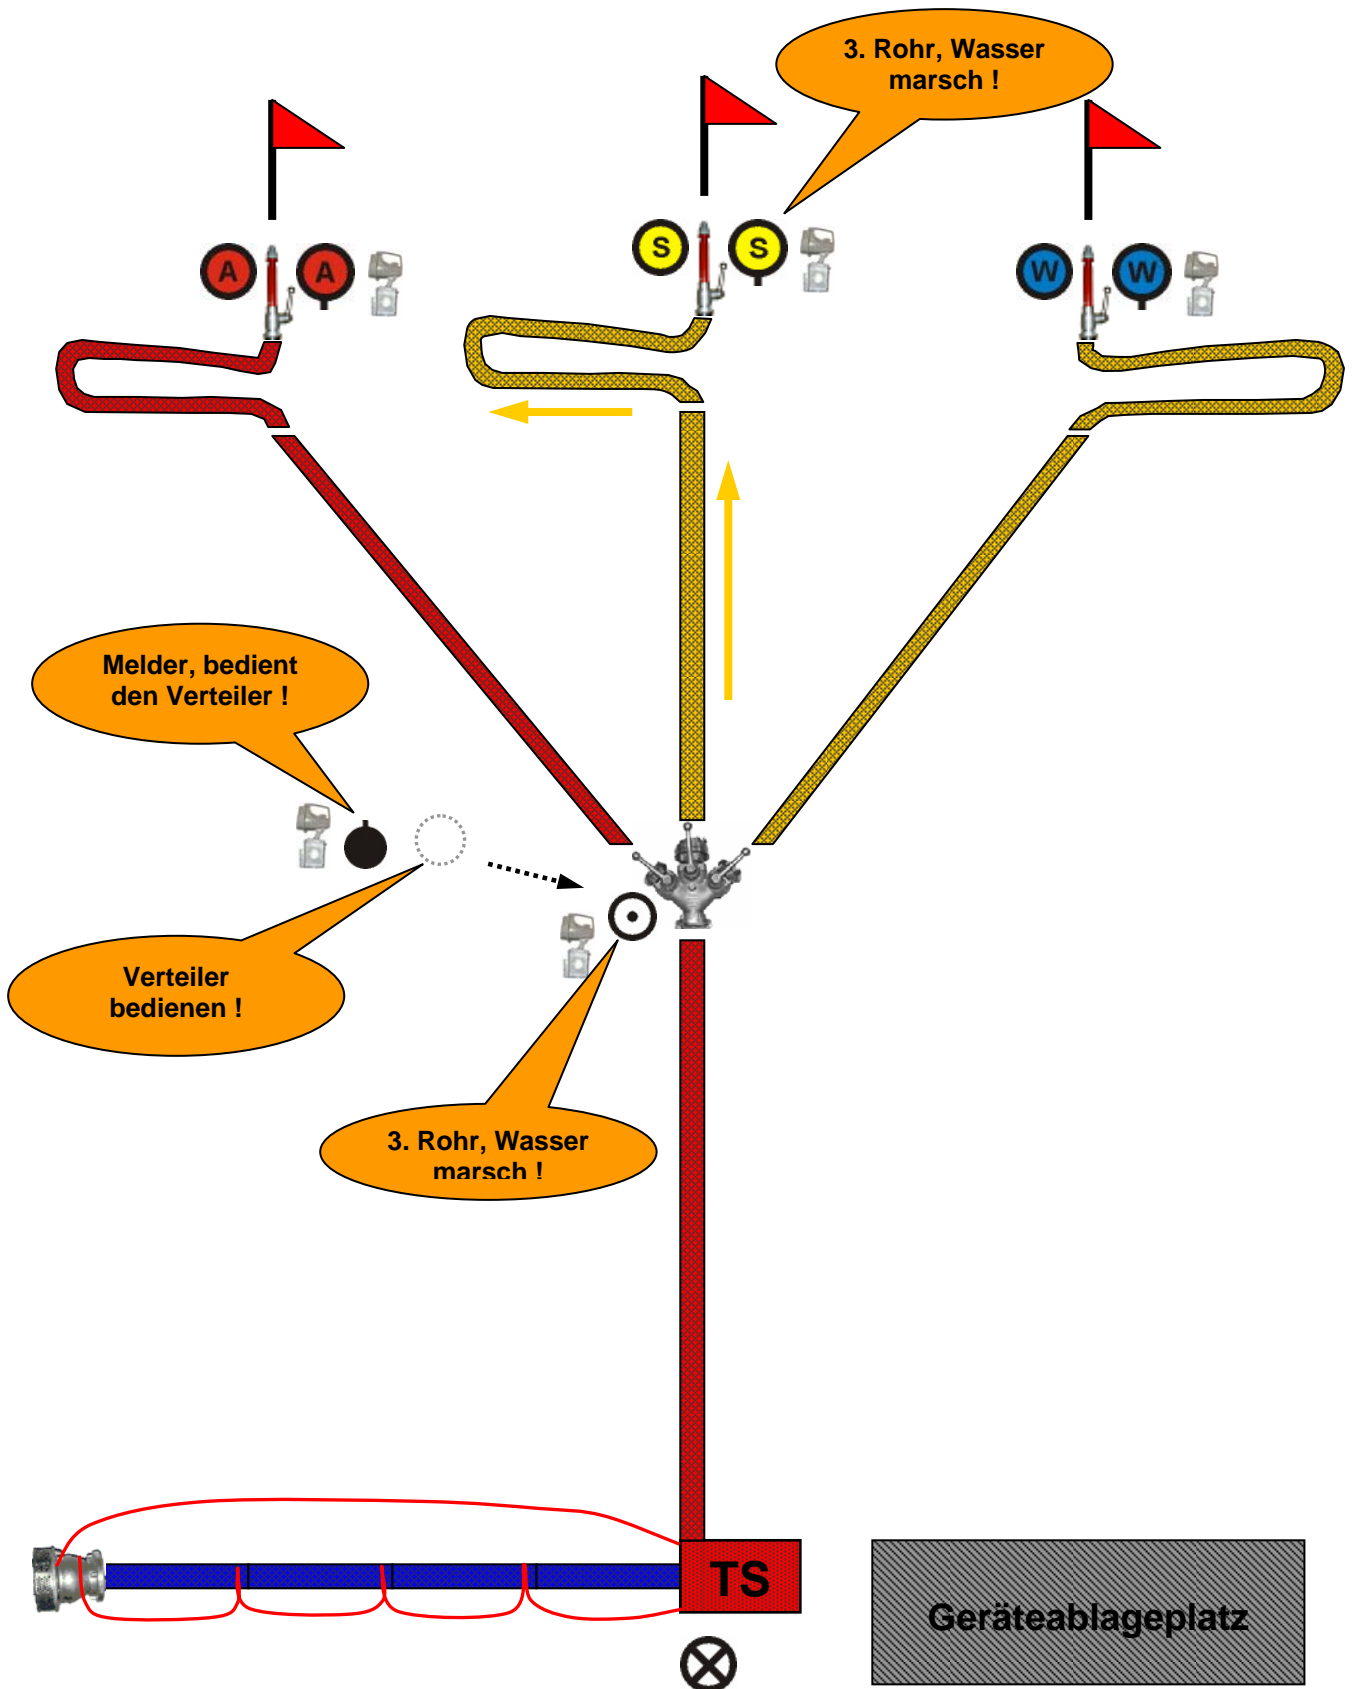 3. Rohr, Wasser
marsch !
A A
S S
W W
Melder, bedient
den Verteiler !
Verteiler
bedienen !
3. Rohr, Wasser
marsch !
TS
Geräteablageplatz